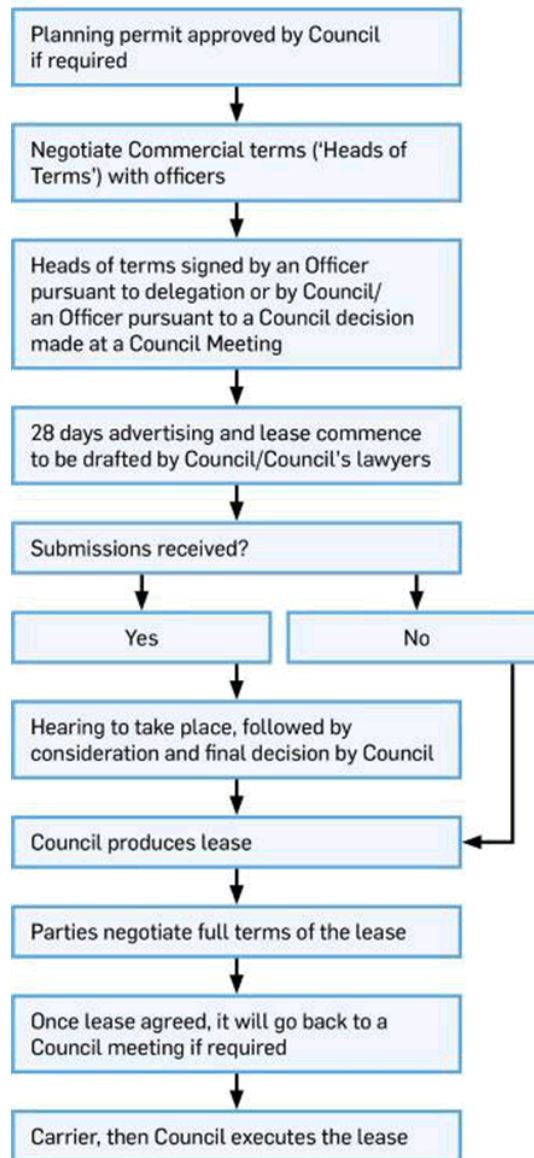 Planning permit approved by Council
if required
Negotiate Commercial terms (‘Heads of
Terms’) with officers
Heads of terms signed by an Officer
pursuant to delegation or by Council/
an Officer pursuant to a Council decision
made at a Council Meeting
28 days advertising and lease commence
to be drafted by Council/Council's lawyers
Submissions received?
Yes
No
Hearing to take place, followed by
consideration and final decision by Council
Council produces lease
Parties negotiate full terms of the lease
Once lease agreed, it will go back to a
Council meeting if required
Carrier, then Council executes the lease